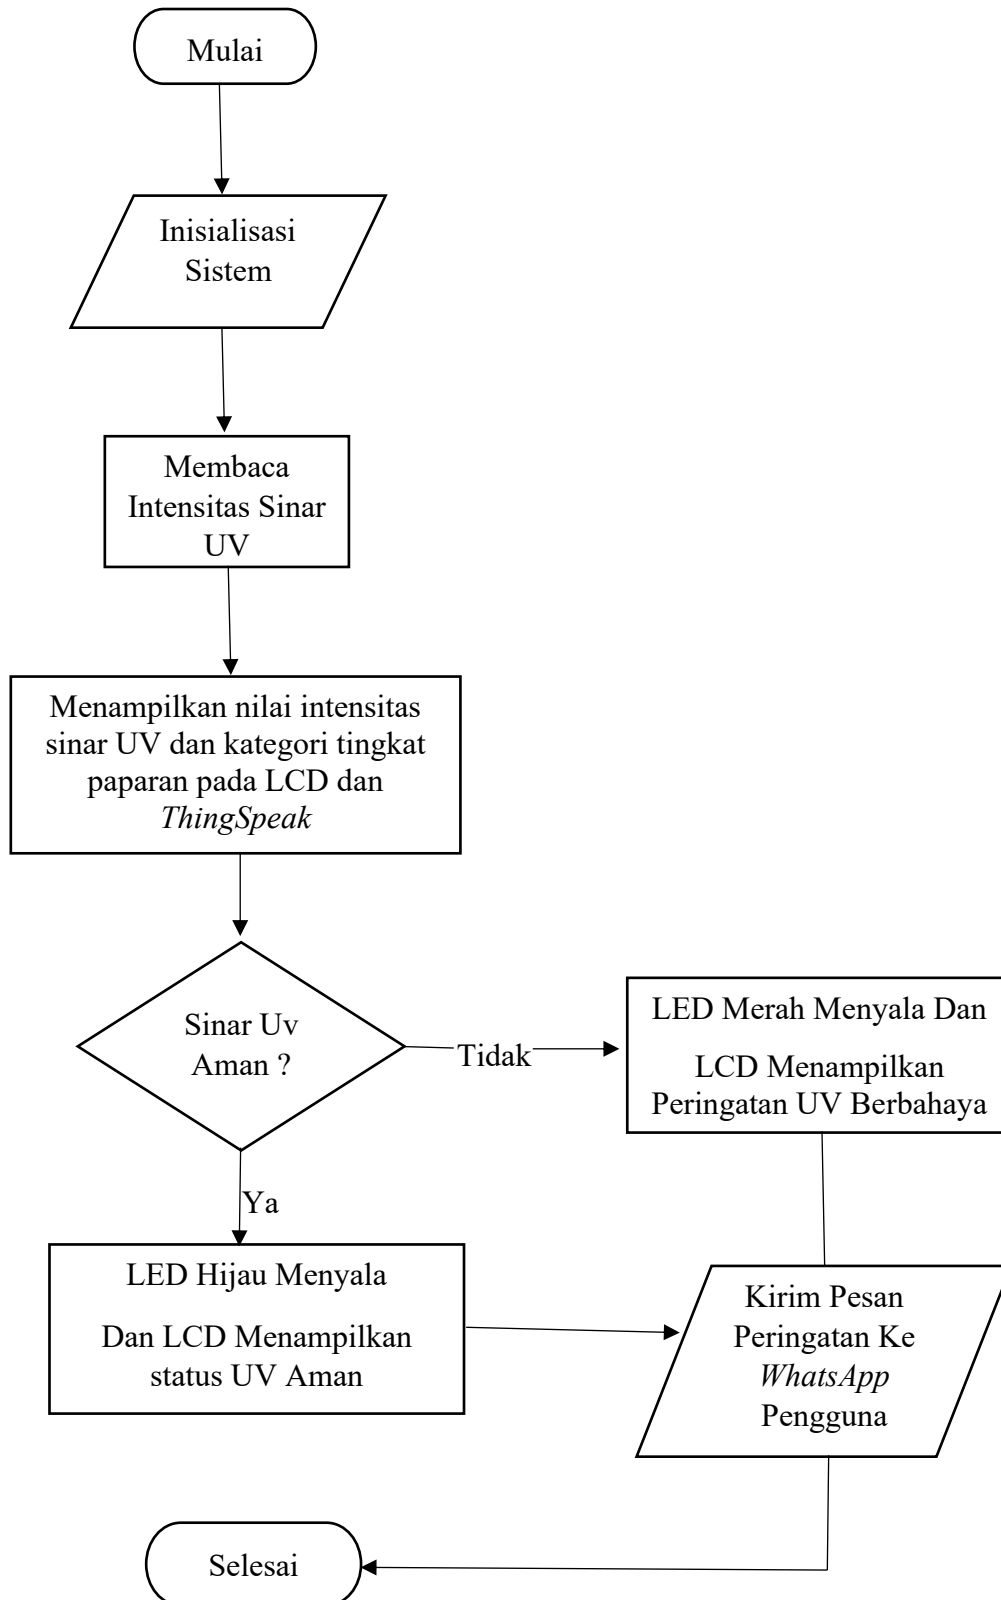 Mulai
Inisialisasi
Sistem
Membaca
Intensitas Sinar
UV
Menampilkan nilai intensitas
sinar UV dan kategori tingkat
paparan pada LCD dan
ThingSpeak
Sinar Uv
Aman ?
Tidak
LED Merah Menyala Dan
LCD Menampilkan
Peringatan UV Berbahaya
Ya
LED Hijau Menyala
Dan LCD Menampilkan
status UV Aman
Kirim Pesan
Peringatan Ke
WhatsApp
Pengguna
Selesai